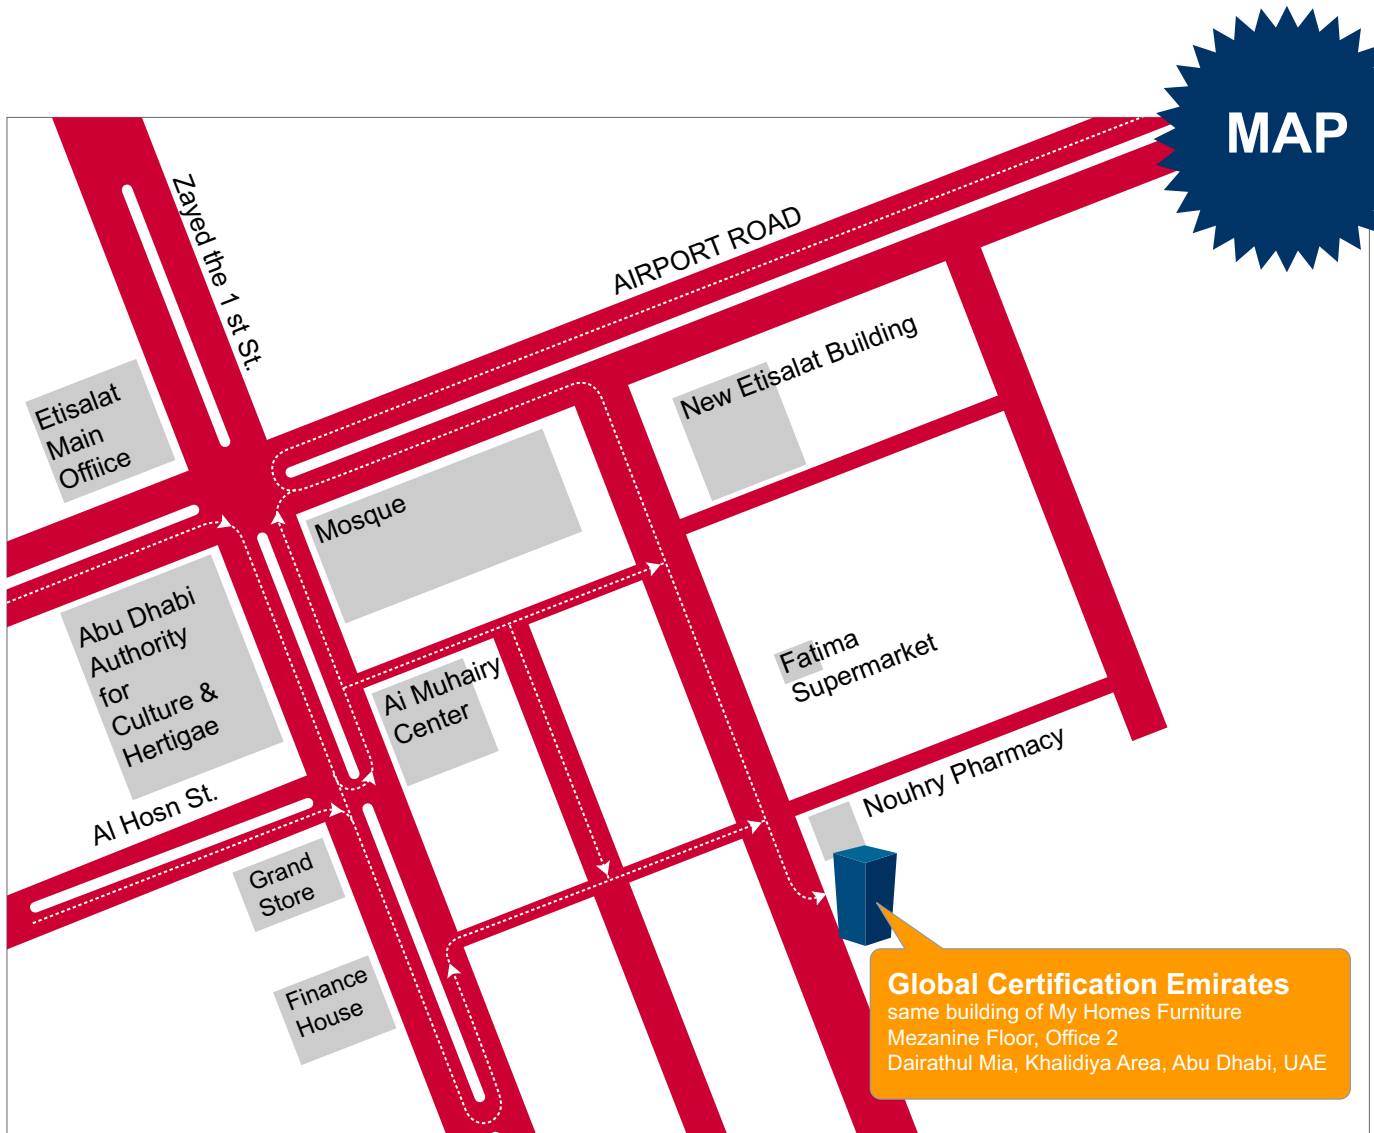 MAP
Zayed the 1 st St.
AIRPORT ROAD
New Etisalat Building
Etisalat
Main
Offiice
Mosque
Abu Dhabi
Authority
for
Culture &
Hertigae
Ai Muhairy
Center
Fatima
Supermarket
Al Hosn St.
Nouhry Pharmacy
Grand
Store
Finance
House
Global Certification Emirates
same building of My Homes Furniture
Mezanine Floor, Office 2
Dairathul Mia, Khalidiya Area, Abu Dhabi, UAE